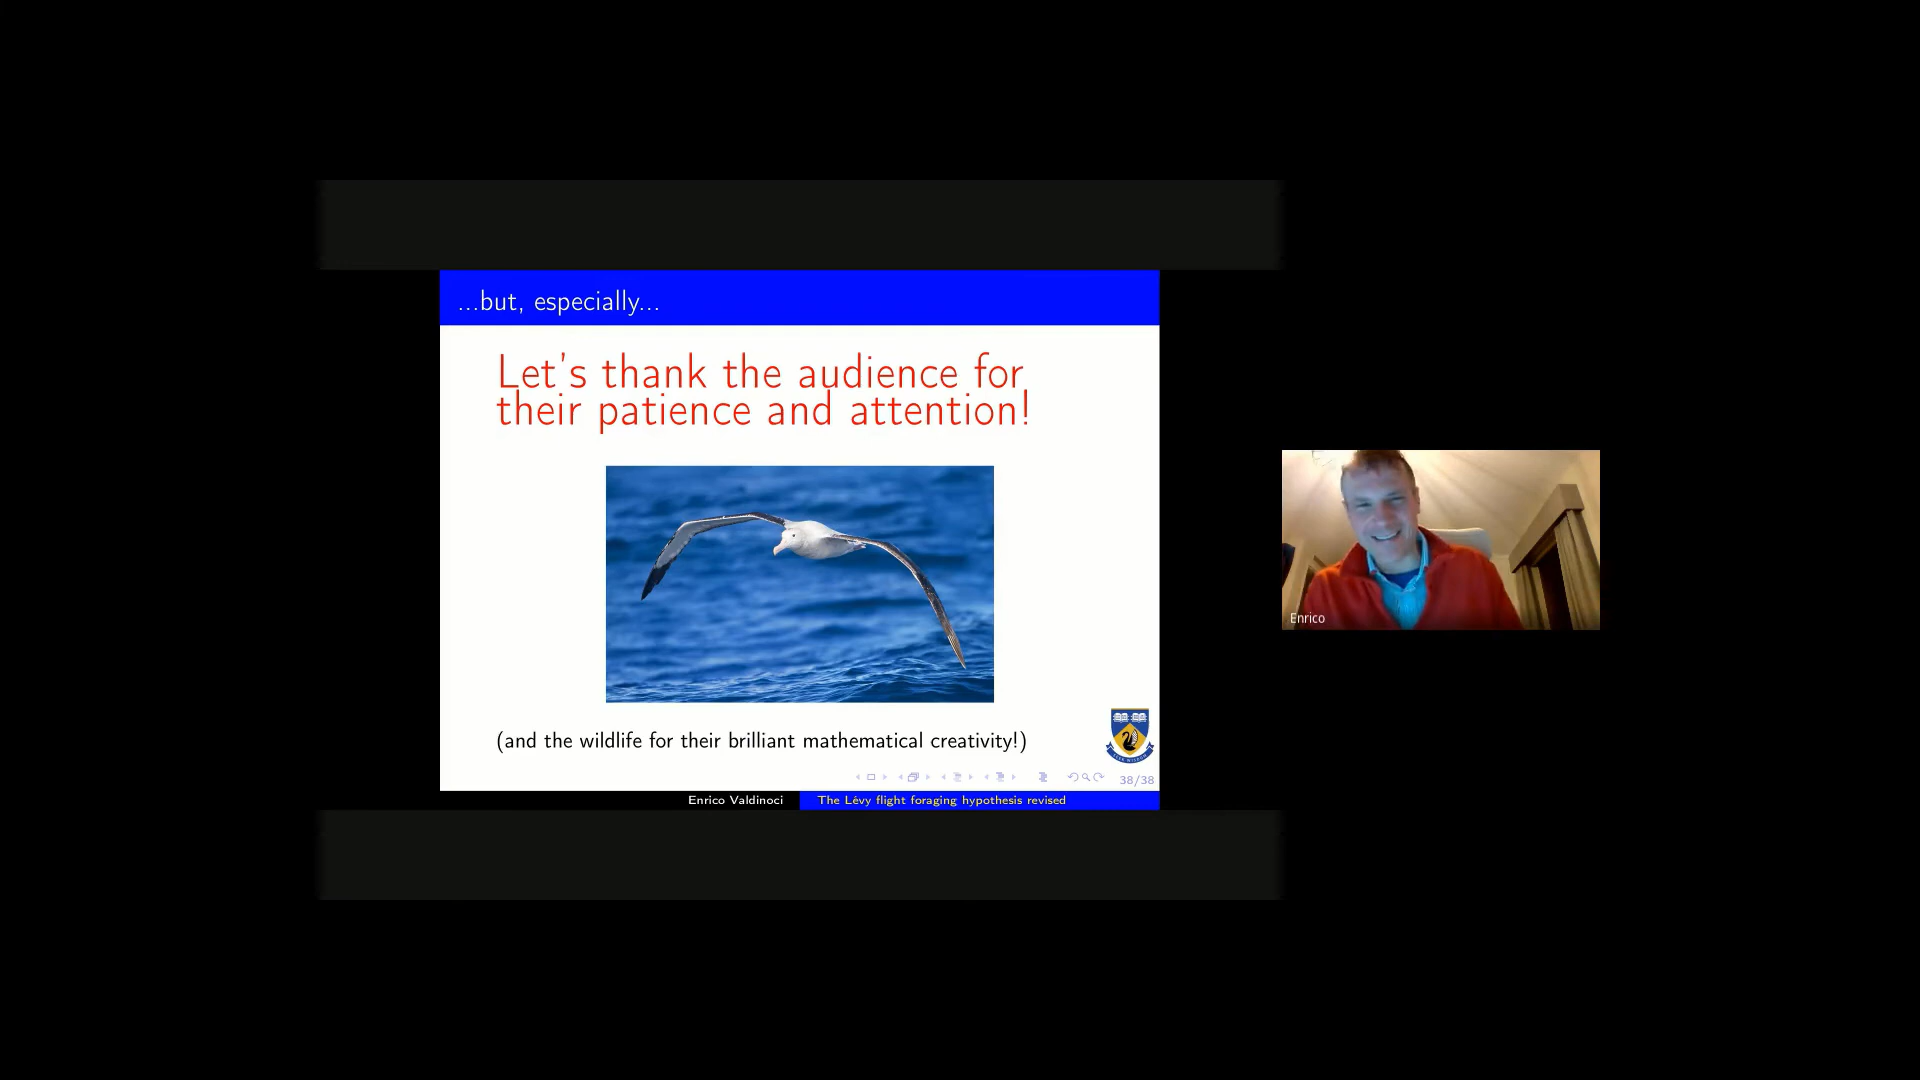 ...but, especially...
Let's thank the audience for
their patience and attention!
(and the wildlife for their brilliant mathematical creativity!)
38/38
Enrico Valdinoci
The Lévy flight foraging hypothesis revised
Enrico